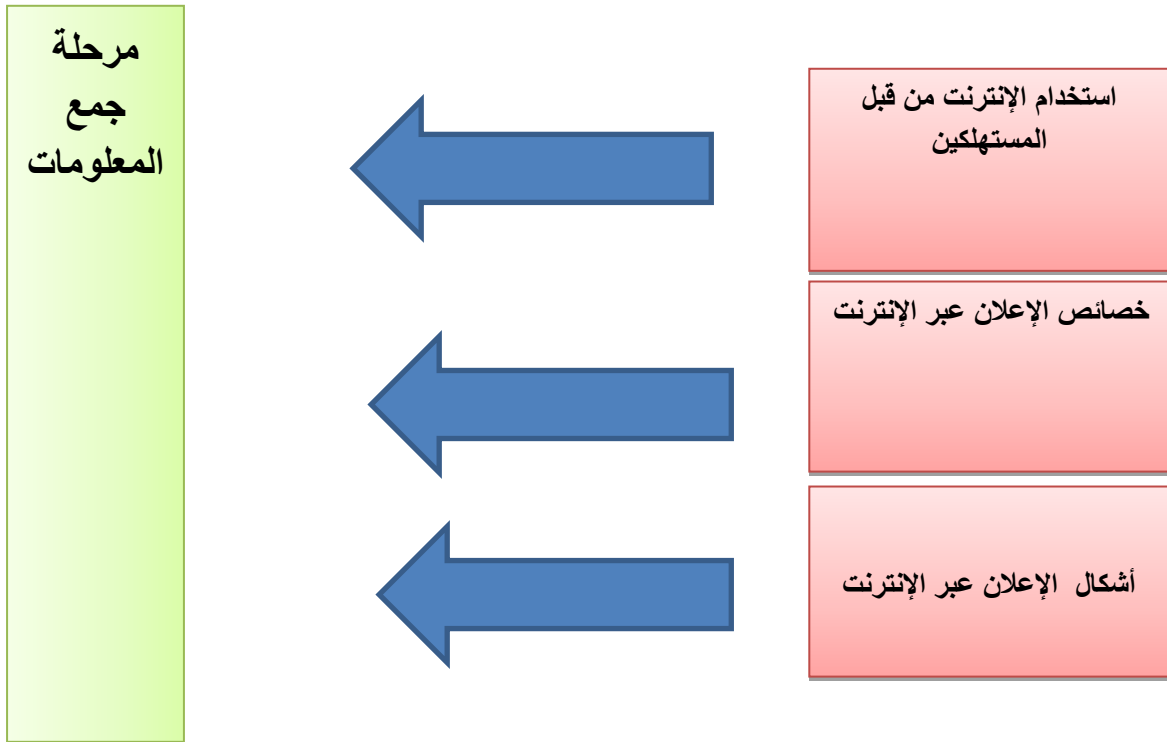 استخدام الإنترنت من قبل
المستهلكين
خصائص الإعلان عبر الإنترنت
أشكال الإعلان عبر الإنترنت
مرحلة
جمع
المعلومات